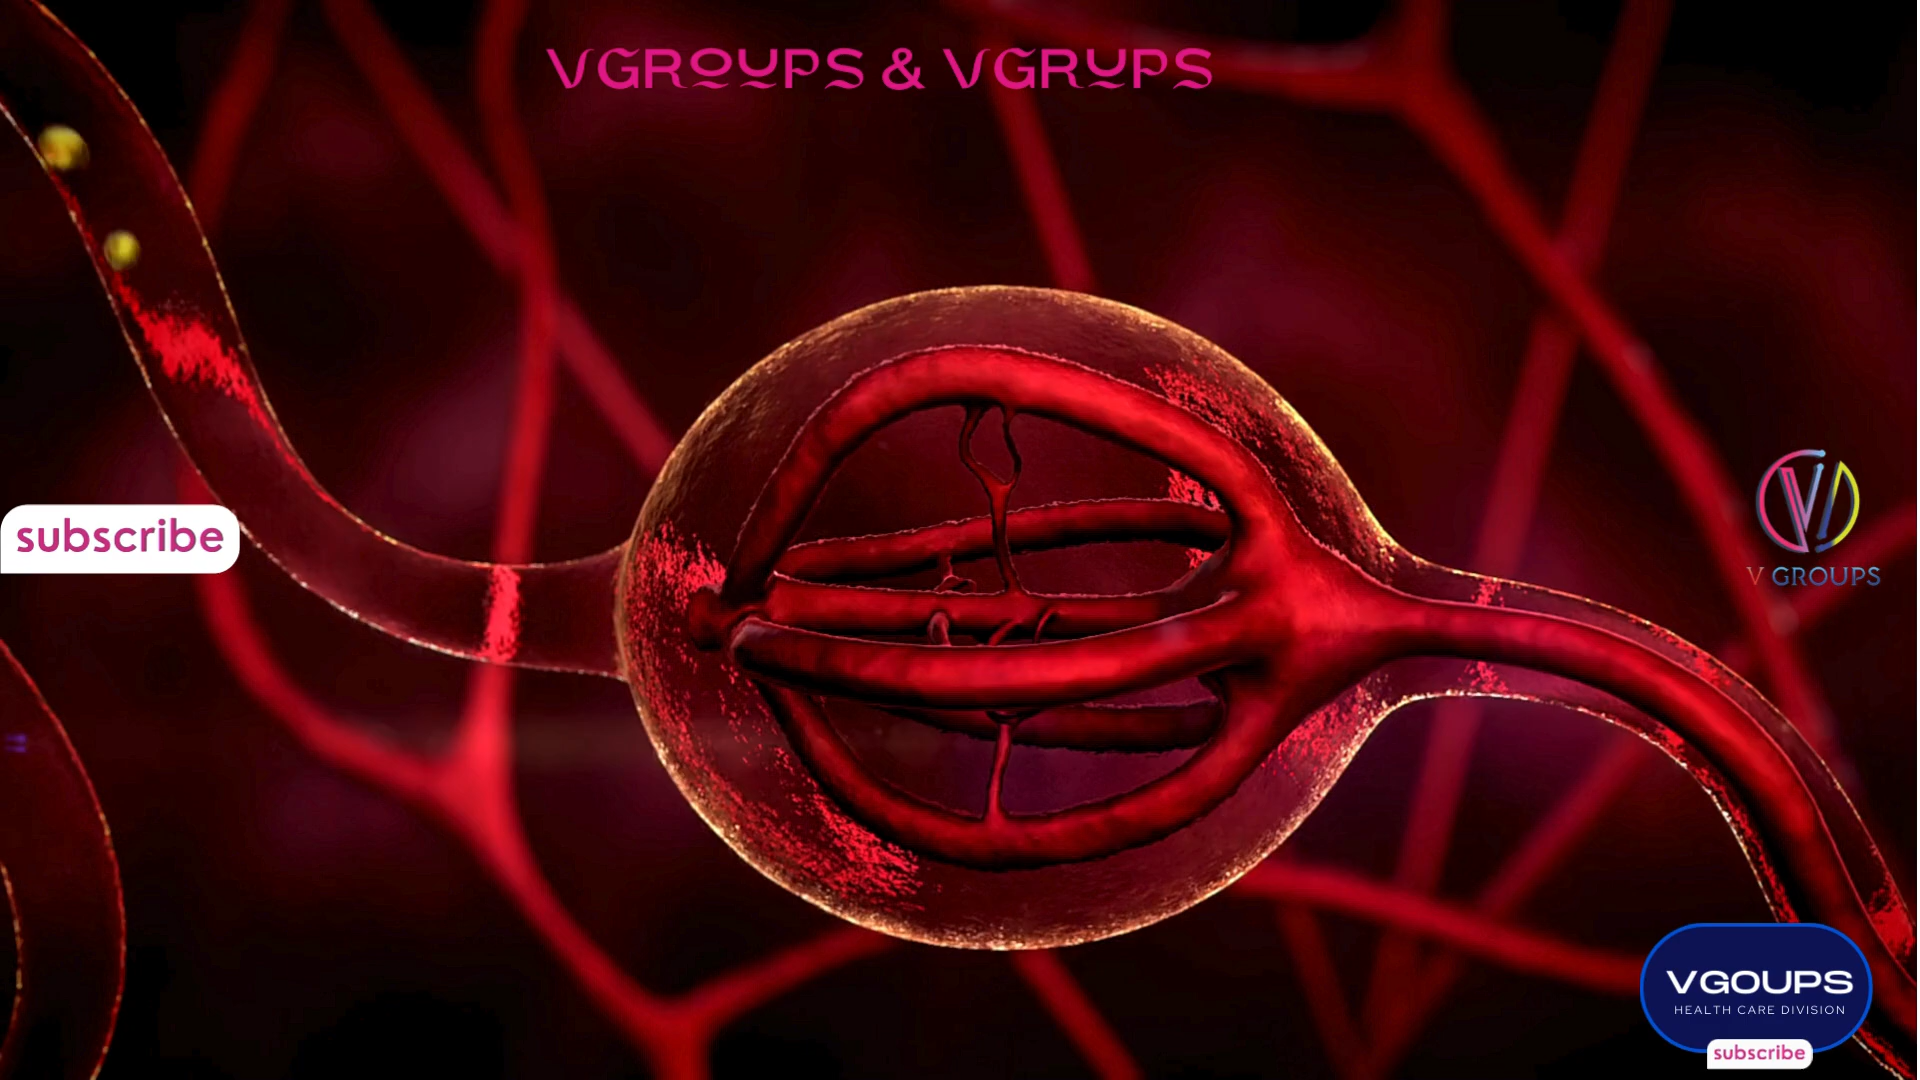 VGROUPS & VGRUPS
subscribe
V GROUPS
VGOUPS
HEALTH CARE DIVISION
subscribe